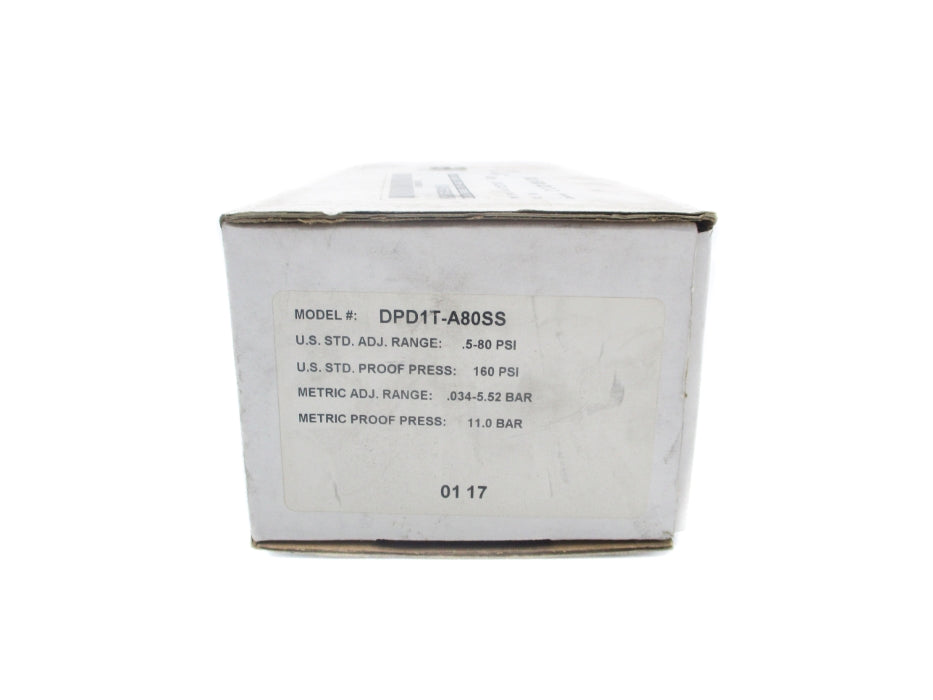 MODEL #: DPD1T-A80SS
U.S. STD. ADJ. RANGE: .5-80 PSI
U.S. STD. PROOF PRESS: 160 PSI
METRIC ADJ. RANGE: .034-5.52 BAR
METRIC PROOF PRESS: 11.0 BAR
01 17